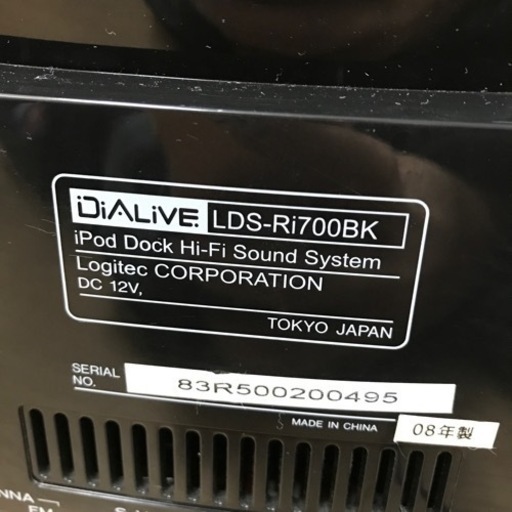 DiALiVE LDS-Ri700BK
iPod Dock Hi-Fi Sound System
Logitec CORPORATION
DC 12V,
TOKYO JAPAN
SERIAL NO. 83R500200495
MADE IN CHINA 08年製